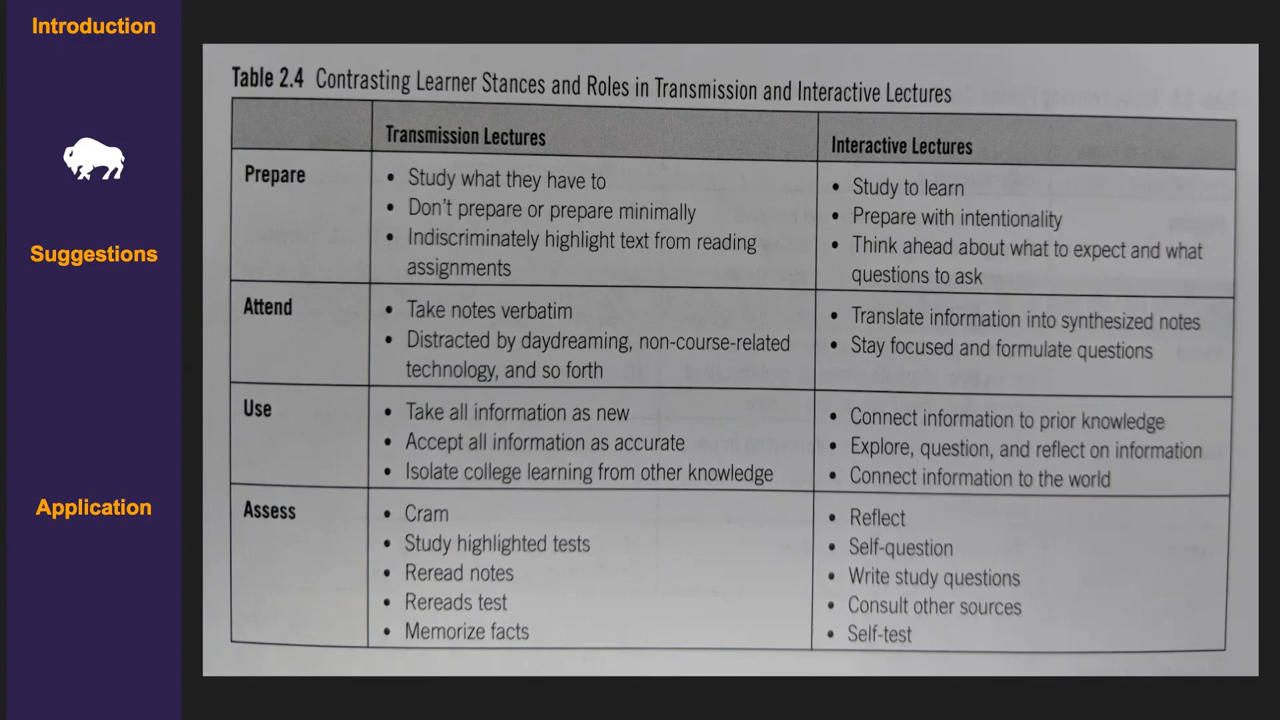 Introduction
Suggestions
Application
Table 2.4 Contrasting Learner Stances and Roles in Transmission and Interactive Lectures
Transmission Lectures
Interactive Lectures
Prepare
• Study what they have to
• Don't prepare or prepare minimally
• Indiscriminately highlight text from reading
assignments
• Study to learn
• Prepare with intentionality
• Think ahead about what to expect and what
questions to ask
Attend
• Take notes verbatim
• Distracted by daydreaming, non-course-related
technology, and so forth
• Translate information into synthesized notes
• Stay focused and formulate questions
Use
• Take all information as new
• Accept all information as accurate
• Isolate college learning from other knowledge
• Connect information to prior knowledge
• Explore, question, and reflect on information
• Connect information to the world
Assess
• Cram
• Study highlighted tests
• Reread notes
• Rereads test
• Memorize facts
• Reflect
• Self-question
• Write study questions
• Consult other sources
• Self-test